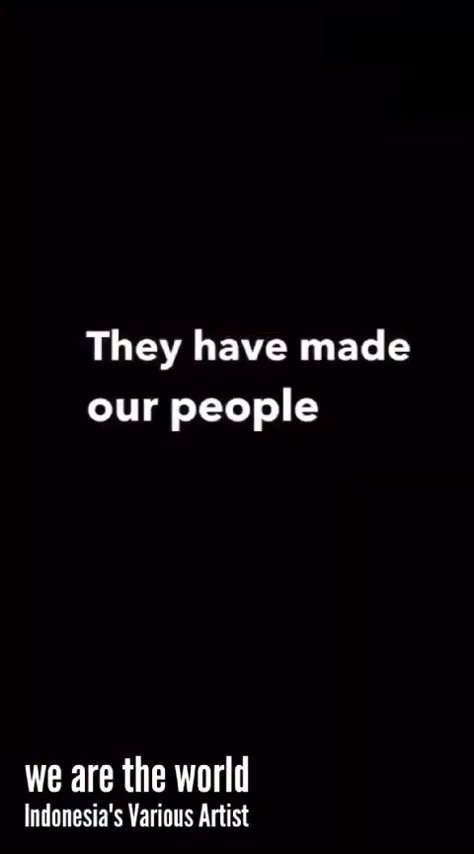 They have made
our people
we are the world
Indonesia's Various Artist